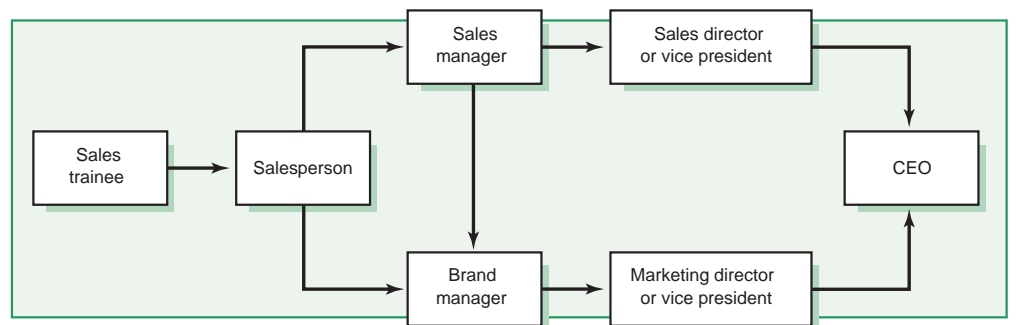 Sales
manager
Sales director
or vice president
Sales
trainee
Salesperson
CEO
Brand
manager
Marketing director
or vice president